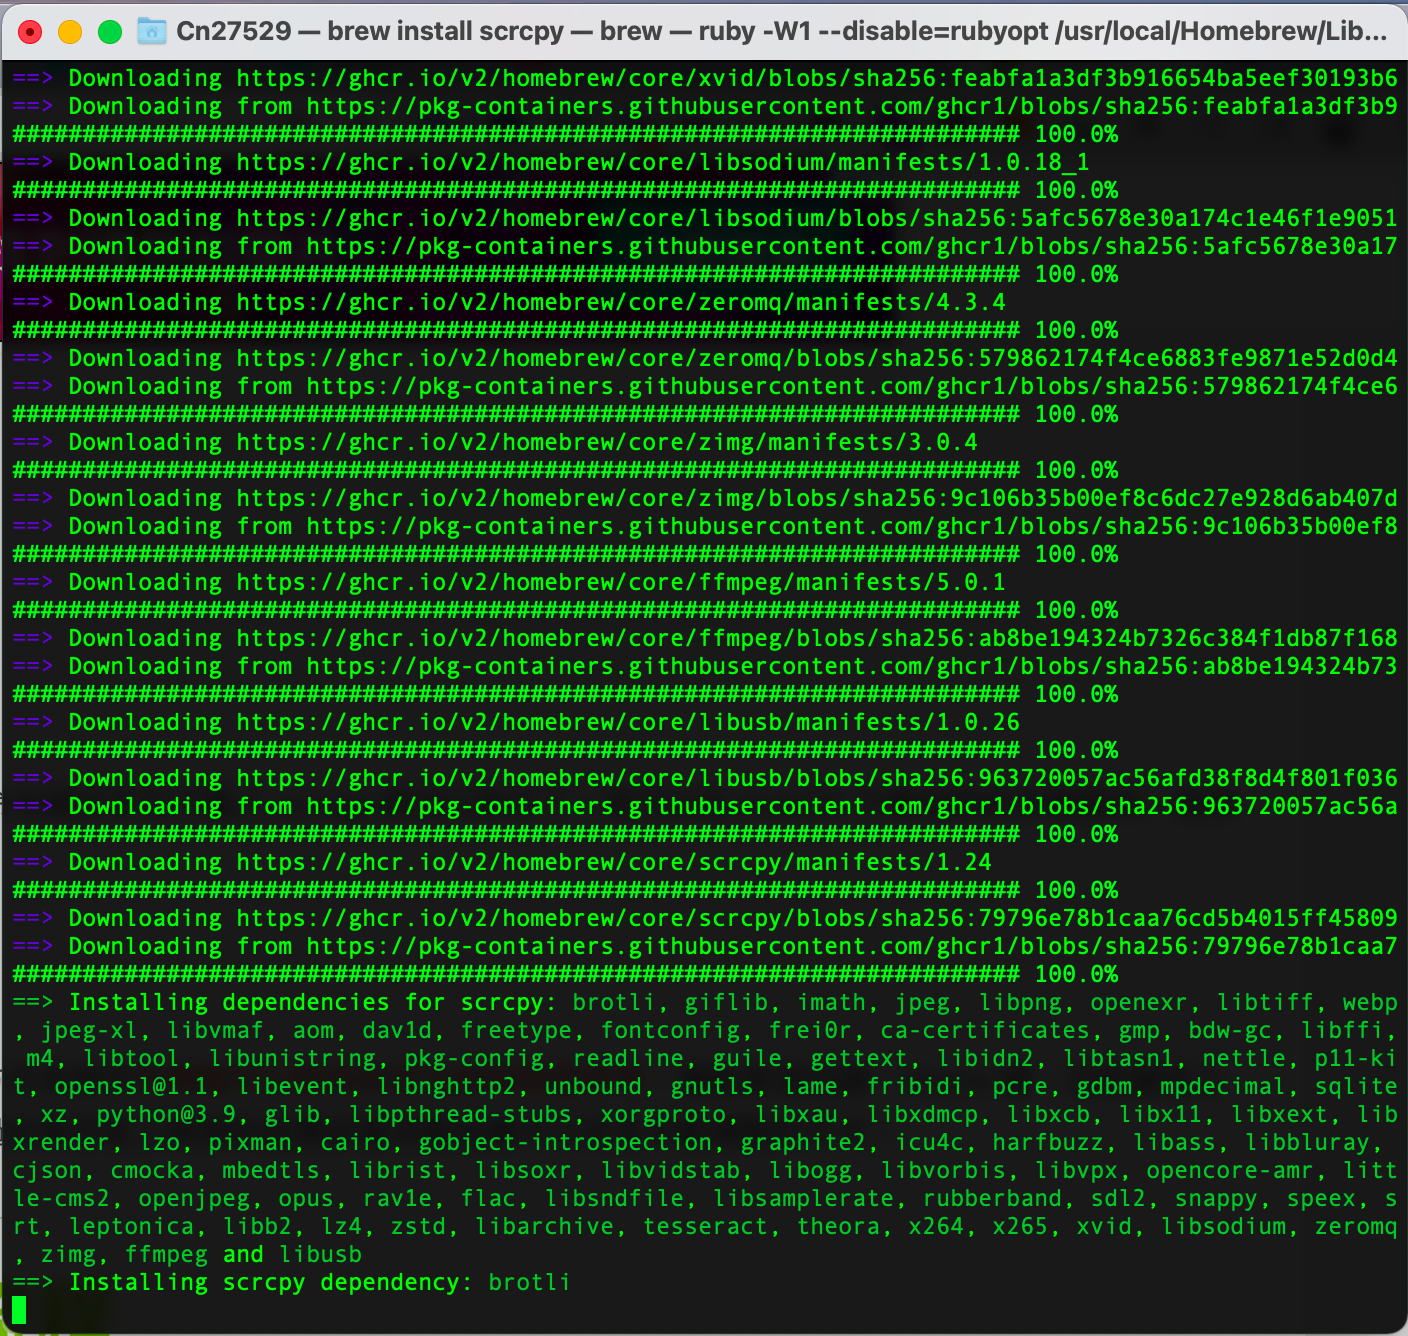 Cn27529 — brew install scrcpy — brew — ruby -W1 --disable=rubyopt /usr/local/Homebrew/Lib...
==> Downloading https://ghcr.io/v2/homebrew/core/xvid/blobs/sha256:feabfa1a3df3b916654ba5eef30193b6
==> Downloading from https://pkg-containers.githubusercontent.com/ghcr1/blobs/sha256:feabfa1a3df3b9
######################################################################## 100.0%
==> Downloading https://ghcr.io/v2/homebrew/core/libsodium/manifests/1.0.18_1
######################################################################## 100.0%
==> Downloading https://ghcr.io/v2/homebrew/core/libsodium/blobs/sha256:5afc5678e30a174c1e46f1e9051
==> Downloading from https://pkg-containers.githubusercontent.com/ghcr1/blobs/sha256:5afc5678e30a17
######################################################################## 100.0%
==> Downloading https://ghcr.io/v2/homebrew/core/zeromq/manifests/4.3.4
######################################################################## 100.0%
==> Downloading https://ghcr.io/v2/homebrew/core/zeromq/blobs/sha256:579862174f4ce6883fe9871e52d0d4
==> Downloading from https://pkg-containers.githubusercontent.com/ghcr1/blobs/sha256:579862174f4ce6
######################################################################## 100.0%
==> Downloading https://ghcr.io/v2/homebrew/core/zimg/manifests/3.0.4
######################################################################## 100.0%
==> Downloading https://ghcr.io/v2/homebrew/core/zimg/blobs/sha256:9c106b35b00ef8c6dc27e928d6ab407d
==> Downloading from https://pkg-containers.githubusercontent.com/ghcr1/blobs/sha256:9c106b35b00ef8
######################################################################## 100.0%
==> Downloading https://ghcr.io/v2/homebrew/core/ffmpeg/manifests/5.0.1
######################################################################## 100.0%
==> Downloading https://ghcr.io/v2/homebrew/core/ffmpeg/blobs/sha256:ab8be194324b7326c384f1db87f168
==> Downloading from https://pkg-containers.githubusercontent.com/ghcr1/blobs/sha256:ab8be194324b73
######################################################################## 100.0%
==> Downloading https://ghcr.io/v2/homebrew/core/libusb/manifests/1.0.26
######################################################################## 100.0%
==> Downloading https://ghcr.io/v2/homebrew/core/libusb/blobs/sha256:963720057ac56afd38f8d4f801f036
==> Downloading from https://pkg-containers.githubusercontent.com/ghcr1/blobs/sha256:963720057ac56a
######################################################################## 100.0%
==> Downloading https://ghcr.io/v2/homebrew/core/scrcpy/manifests/1.24
######################################################################## 100.0%
==> Downloading https://ghcr.io/v2/homebrew/core/scrcpy/blobs/sha256:79796e78b1caa76cd5b4015ff45809
==> Downloading from https://pkg-containers.githubusercontent.com/ghcr1/blobs/sha256:79796e78b1caa7
######################################################################## 100.0%
==> Installing dependencies for scrcpy: brotli, giflib, imath, jpeg, libpng, openexr, libtiff, webp
, jpeg-xl, libvmaf, aom, dav1d, freetype, fontconfig, frei0r, ca-certificates, gmp, bdw-gc, libffi,
 m4, libtool, libunistring, pkg-config, readline, guile, gettext, libidn2, libtasn1, nettle, p11-ki
t, openssl@1.1, libevent, libnghttp2, unbound, gnutls, lame, fribidi, pcre, gdbm, mpdecimal, sqlite
, xz, python@3.9, glib, libpthread-stubs, xorgproto, libxau, libxdmcp, libxcb, libx11, libxext, lib
xrender, lzo, pixman, cairo, gobject-introspection, graphite2, icu4c, harfbuzz, libass, libbluray,
cjson, cmocka, mbedtls, librist, libsoxr, libvidstab, libogg, libvorbis, libvpx, opencore-amr, litt
le-cms2, openjpeg, opus, rav1e, flac, libsndfile, libsamplerate, rubberband, sdl2, snappy, speex, s
rt, leptonica, libb2, lz4, zstd, libarchive, tesseract, theora, x264, x265, xvid, libsodium, zeromq
, zimg, ffmpeg and libusb
==> Installing scrcpy dependency: brotli